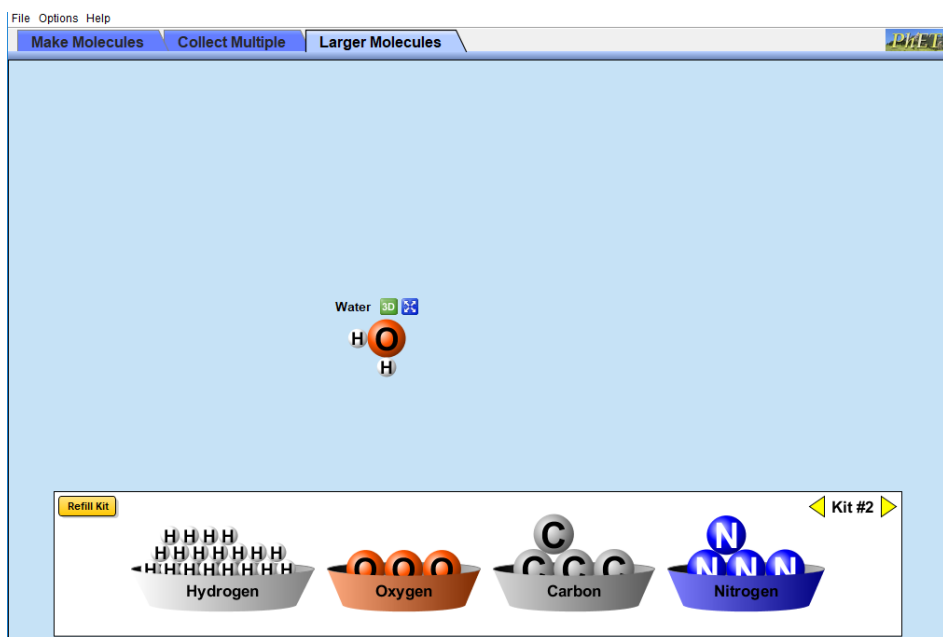 File Options Help
Make Molecules Collect Multiple Larger Molecules
PhET
Water 3D
H O
H
Refill Kit
Kit #2
H H H H
H H H H H H H
H H H H H H H H
C
N
O O O
C C C
N N N
Hydrogen Oxygen Carbon Nitrogen